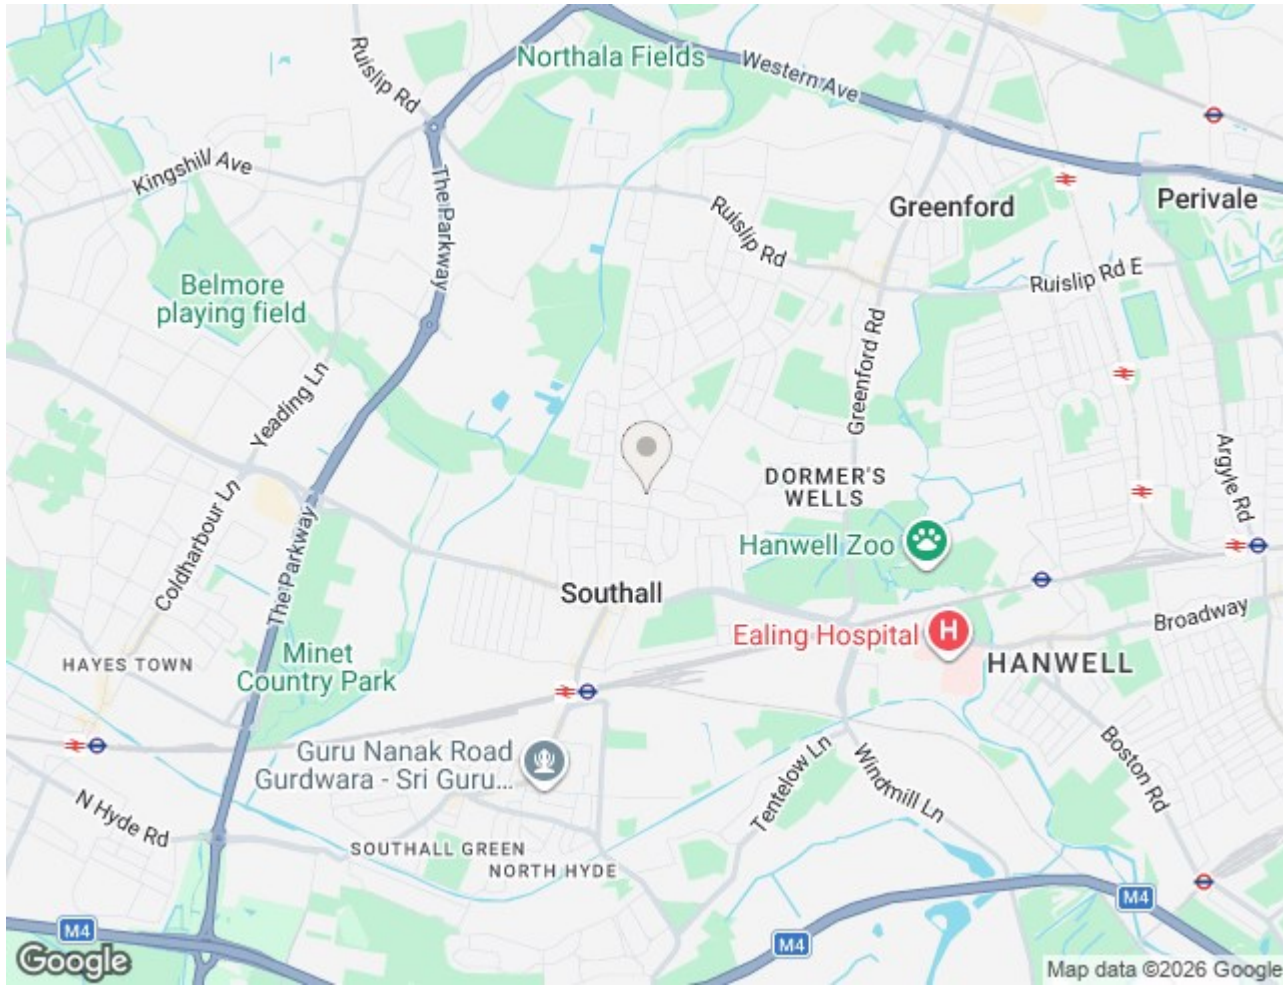 Ruislip Rd
Northala Fields
Western Ave
Kingshill Ave
The Parkway
Ruislip Rd
Greenford
Perivale
Ruislip Rd E
Belmore
playing field
Greenford Rd
Yeading Ln
Argyle Rd
DORMER'S
WELLS
Coldharbour Ln
The Parkway
Hanwell Zoo
Southall
Broadway
Ealing Hospital
H
HANWELL
HAYES TOWN
Minet
Country Park
Guru Nanak Road
Gurdwara - Sri Guru...
Tentelow Ln
Windmill Ln
Boston Rd
N Hyde Rd
SOUTHALL GREEN
NORTH HYDE
M4
M4
M4
Google
Map data ©2026 Google